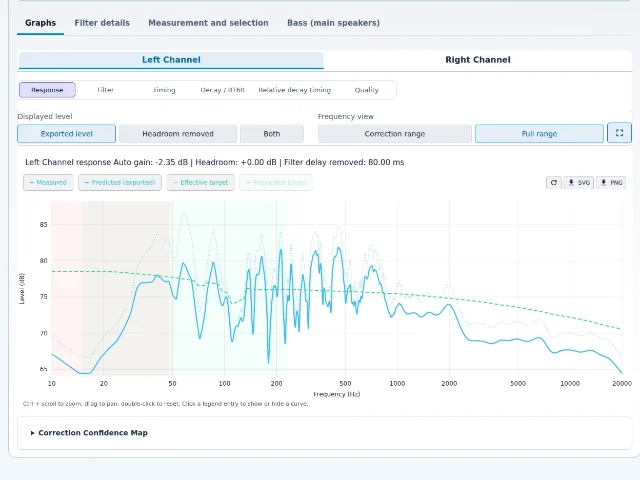 Graphs Filter details Measurement and selection Bass (main speakers)
Left Channel Right Channel
Response Filter Timing Decay / RT60 Relative decay timing Quality
Displayed level Frequency view
Exported level Headroom removed Both Correction range Full range
Left Channel response Auto gain: -2.35 dB | Headroom: +0.00 dB | Filter delay removed: 80.00 ms
Measured Predicted (exported) Effective target Requested target SVG PNG
85
80
75
70
65
Level (dB)
10 20 50 100 200 500 1000 2000 5000 10000 20000
Frequency (Hz)
Ctrl + scroll to zoom; drag to pan; double-click to reset. Click a legend entry to show or hide a curve.
Correction Confidence Map